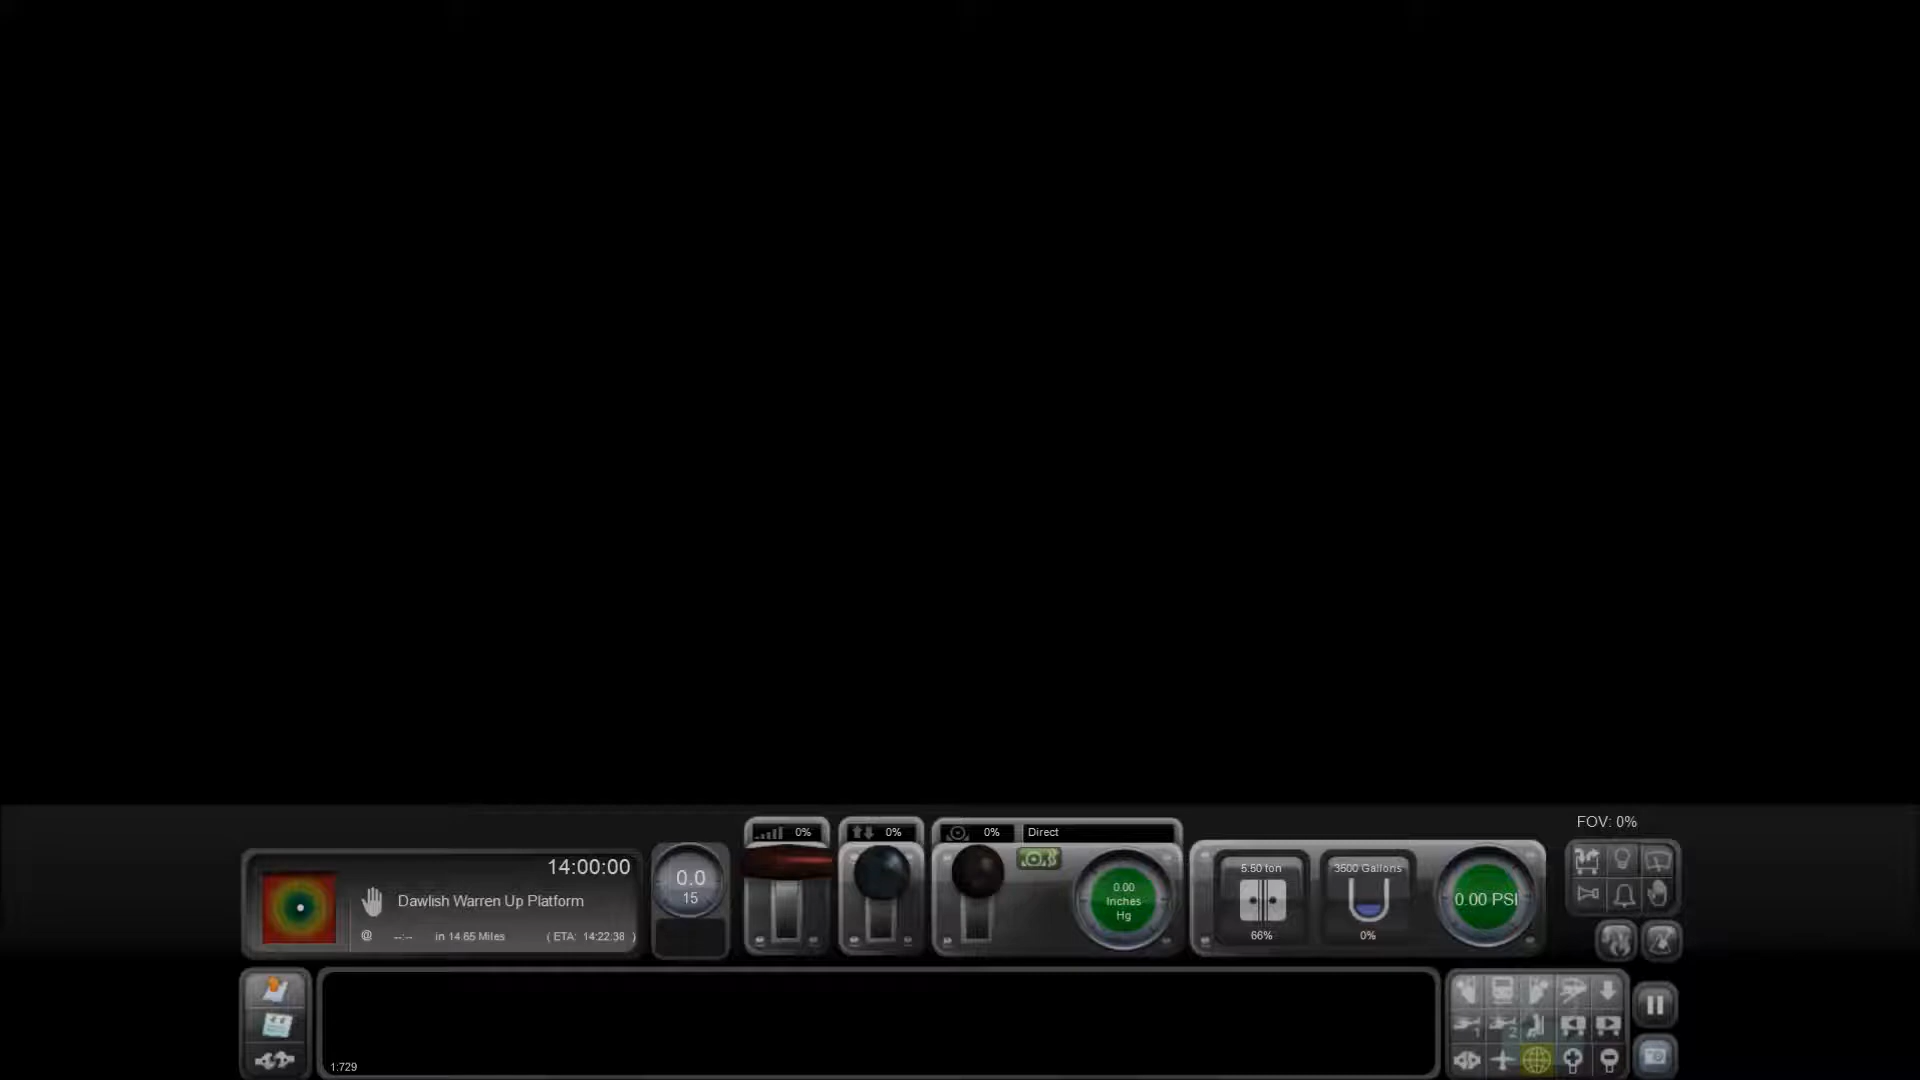 FOV: 0%
0%
0%
0%
Direct
14:00:00
Dawlish Warren Up Platform
@ --:-- in 14.65 Miles ( ETA: 14:22:38 )
0.0
15
0.00
Inches
Hg
5.50 ton
66%
3500 Gallons
0%
0.00 PSI
1
2
1:729